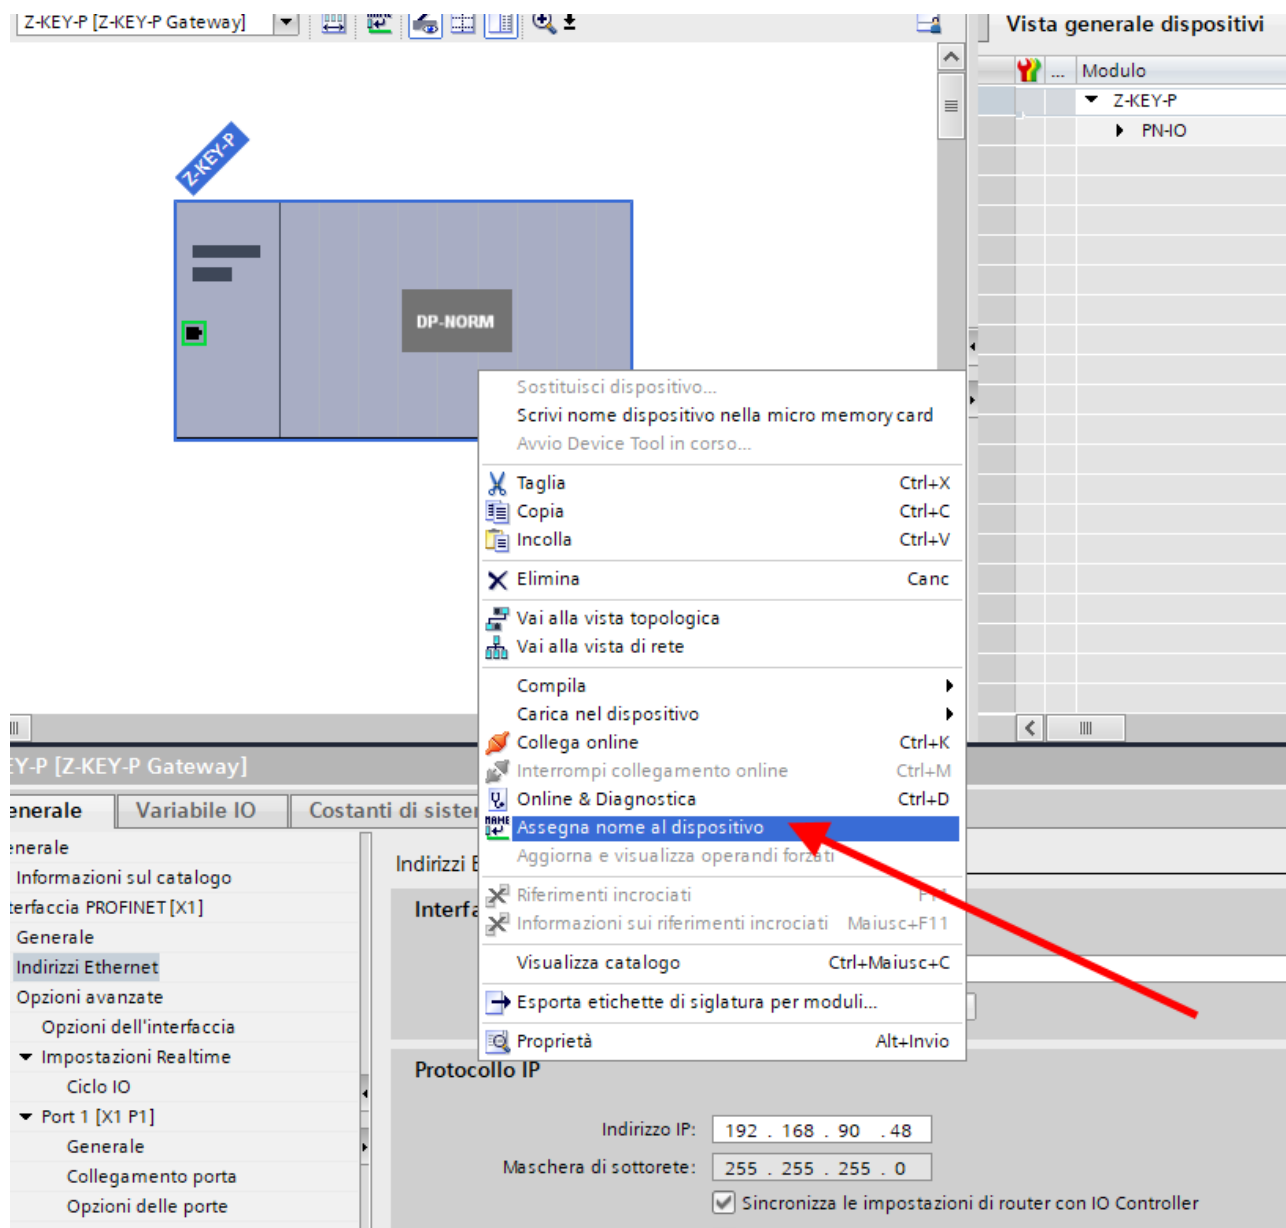 Z-KEY-P [Z-KEY-P Gateway]
Vista generale dispositivi
... Modulo
Z-KEY-P
PN-IO
Z-KEY-P
DP-NORM
Sostituisci dispositivo...
Scrivi nome dispositivo nella micro memory card
Avvio Device Tool in corso...
Taglia Ctrl+X
Copia Ctrl+C
Incolla Ctrl+V
Elimina Canc
Vai alla vista topologica
Vai alla vista di rete
Compila
Carica nel dispositivo
Collega online Ctrl+K
Interrompi collegamento online Ctrl+M
Online & Diagnostica Ctrl+D
NAME Assegna nome al dispositivo
Aggiorna e visualizza operandi forzati
Riferimenti incrociati F11
Informazioni sui riferimenti incrociati Maiusc+F11
Visualizza catalogo Ctrl+Maiusc+C
Esporta etichette di siglatura per moduli...
Proprietà Alt+Invio
EY-P [Z-KEY-P Gateway]
enerale Variabile IO Costanti di sister
enerale
Informazioni sul catalogo
terfaccia PROFINET [X1]
Generale
Indirizzi Ethernet
Opzioni avanzate
Opzioni dell'interfaccia
Impostazioni Realtime
Ciclo IO
Port 1 [X1 P1]
Generale
Collegamento porta
Opzioni delle porte
Indirizzi E
Interfa
Protocollo IP
Indirizzo IP: 192 . 168 . 90 . 48
Maschera di sottorete: 255 . 255 . 255 . 0
Sincronizza le impostazioni di router con IO Controller